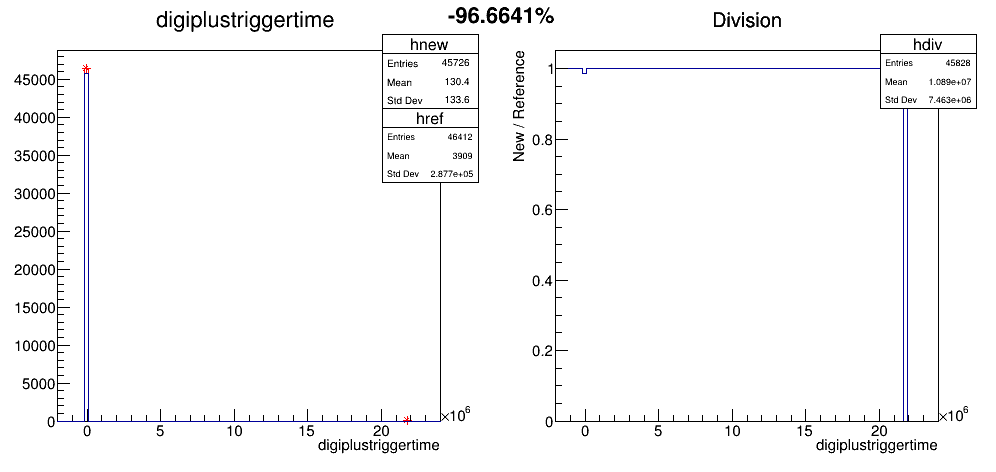 -96.6641%
digiplustriggertime
hnew
Entries 45726
Mean 130.4
Std Dev 133.6
href
Entries 46412
Mean 3909
Std Dev 2.877e+05
45000
40000
35000
30000
25000
20000
15000
10000
5000
0
0 5 10 15 20
×10⁶
digiplustriggertime
Division
hdiv
Entries 45828
Mean 1.089e+07
Std Dev 7.463e+06
New / Reference
1
0.8
0.6
0.4
0.2
0
0 5 10 15 20
×10⁶
digiplustriggertime